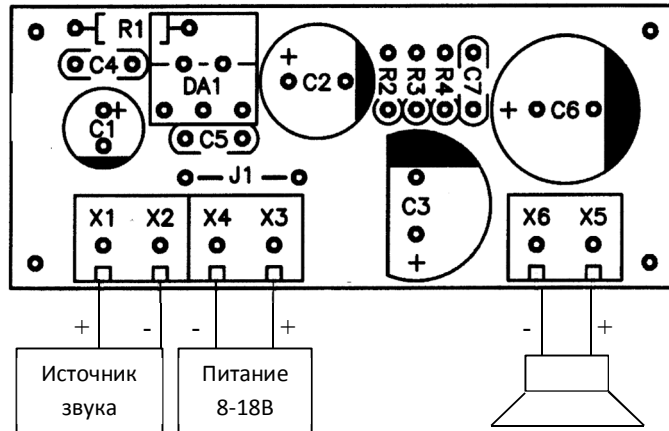 R1
C4
DA1
C1
C5
C2
R2
R3
R4
C7
C6
J1
C3
X1 X2 X4 X3
X6 X5
+ - - + - +
Источник
звука
Питание
8-18В